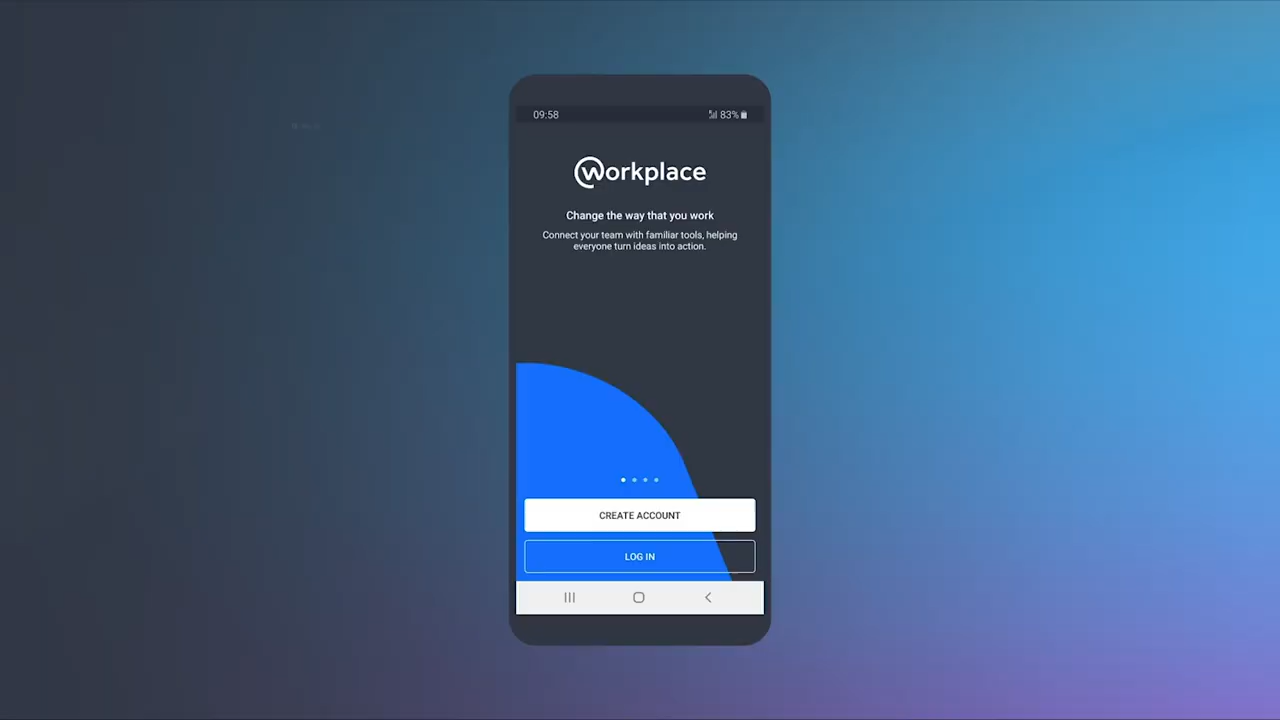 09:58 83%
Workplace
Change the way that you work
Connect your team with familiar tools, helping
everyone turn ideas into action.
CREATE ACCOUNT
LOG IN